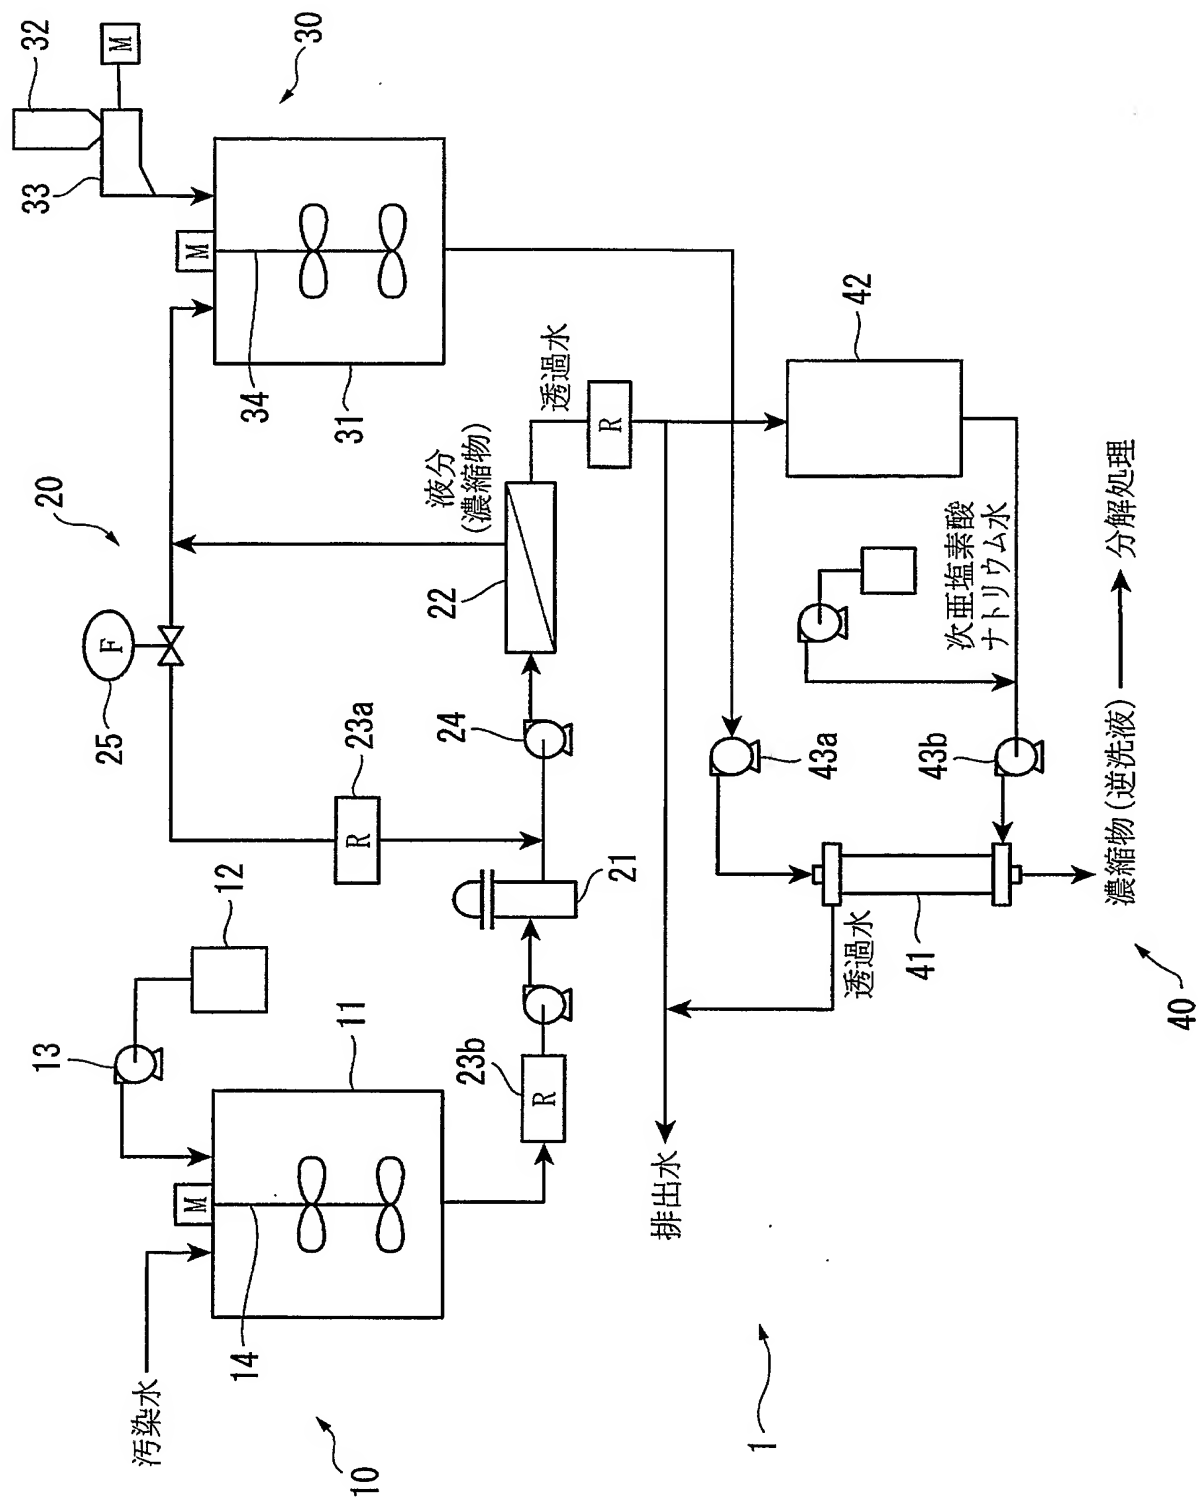 32
M
33
30
M
34
31
20
F
25
液分
(濃縮物)
22
透過水
R
42
23a
R
24
21
12
13
11
M
14
23b
R
汚染水
10
排出水
1
43a
43b
次亜塩素酸
ナトリウム水
透過水
41
濃縮物(逆洗液)
分解処理
40